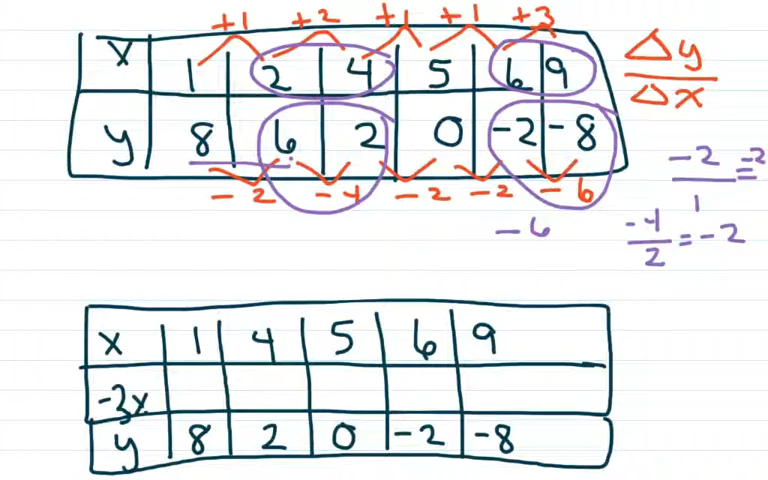 +1 +2 +1 +1 +3
x 1 2 4 5 6 9
Δy
Δx
y 8 6 2 0 -2 -8
-2 -4 -2 -2 -6
-2/1 = -2
-6
-4/2 = -2
x 1 4 5 6 9
-3x
y 8 2 0 -2 -8